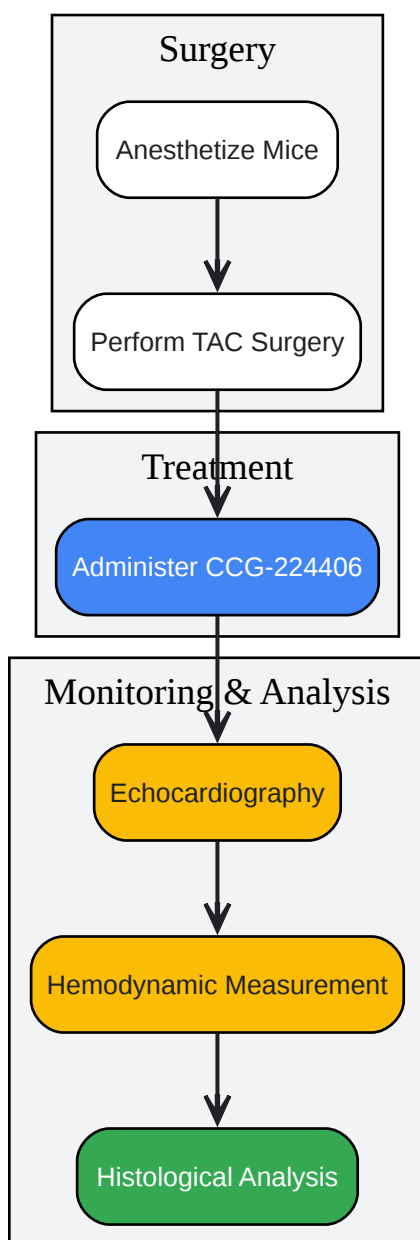 Surgery
Anesthetize Mice
Perform TAC Surgery
Treatment
Administer CCG-224406
Monitoring & Analysis
Echocardiography
Hemodynamic Measurement
Histological Analysis